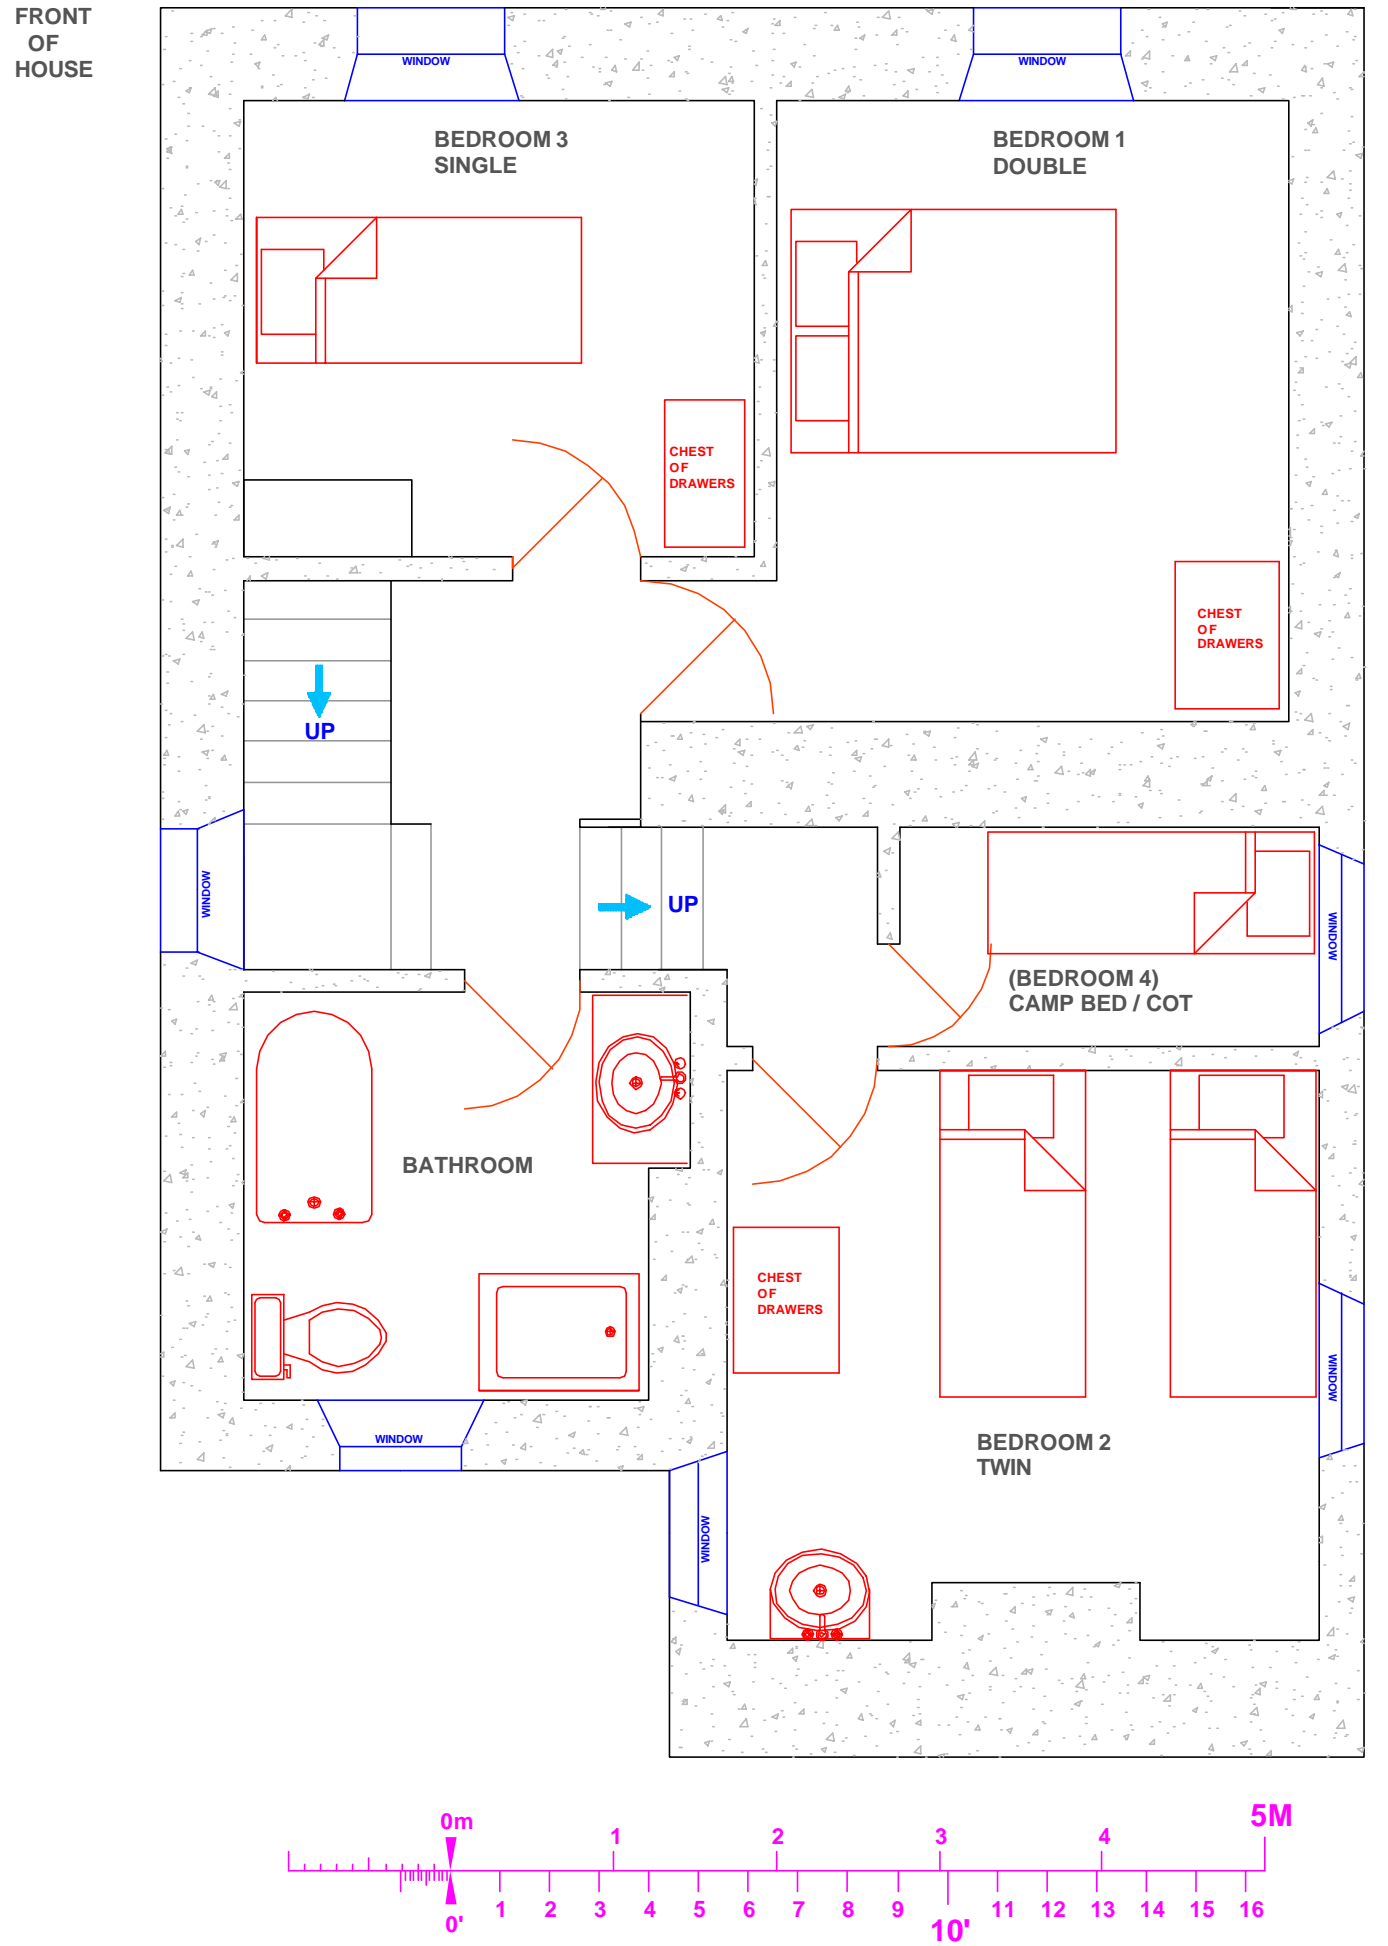 FRONT
OF
HOUSE
WINDOW
WINDOW
BEDROOM 3
SINGLE
BEDROOM 1
DOUBLE
CHEST
OF
DRAWERS
CHEST
OF
DRAWERS
UP
WINDOW
UP
WINDOW
(BEDROOM 4)
CAMP BED / COT
BATHROOM
CHEST
OF
DRAWERS
WINDOW
WINDOW
BEDROOM 2
TWIN
WINDOW
0m 1 2 3 4 5M
0' 1 2 3 4 5 6 7 8 9 10' 11 12 13 14 15 16